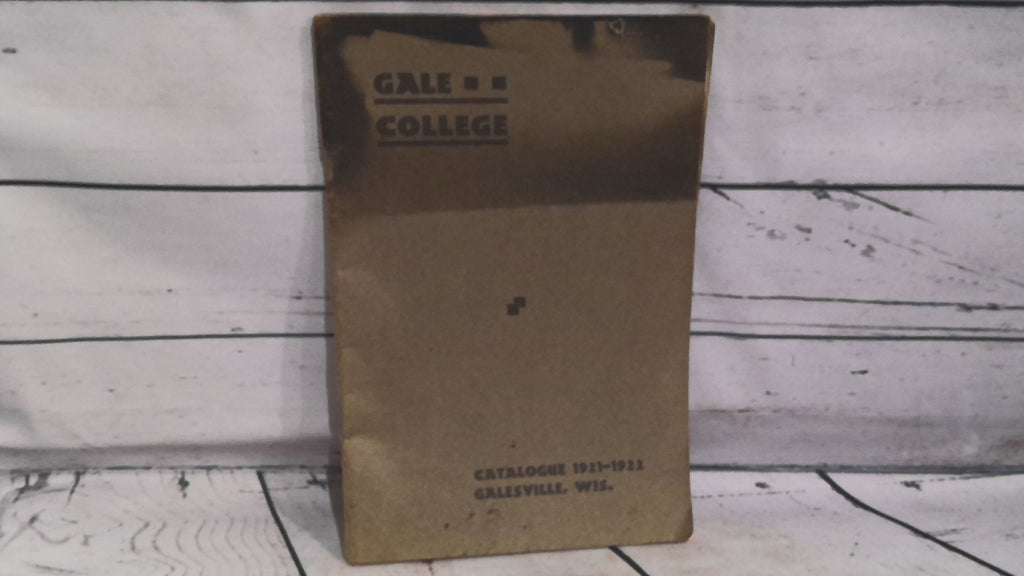 GALE
COLLEGE
CATALOGUE 1921-1922
GALESVILLE, WIS.